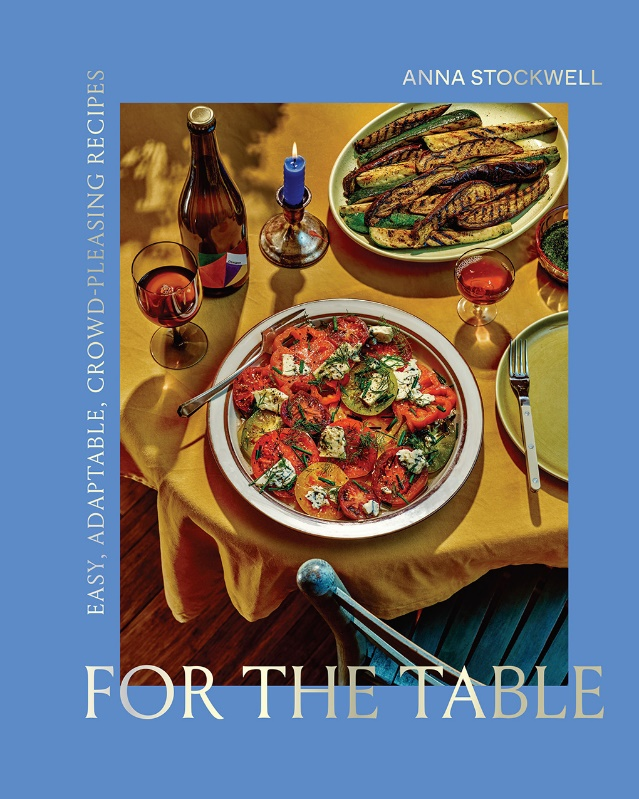 ANNA STOCKWELL
EASY, ADAPTABLE, CROWD-PLEASING RECIPES
FOR THE TABLE